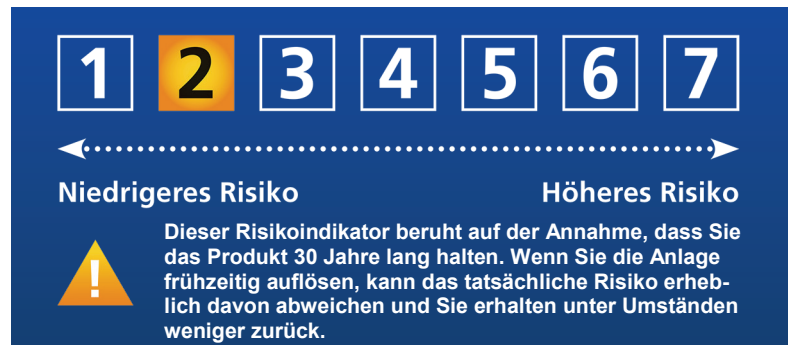 1 2 3 4 5 6 7
Niedrigeres Risiko Höheres Risiko
Dieser Risikoindikator beruht auf der Annahme, dass Sie
das Produkt 30 Jahre lang halten. Wenn Sie die Anlage
frühzeitig auflösen, kann das tatsächliche Risiko erheb-
lich davon abweichen und Sie erhalten unter Umständen
weniger zurück.
!